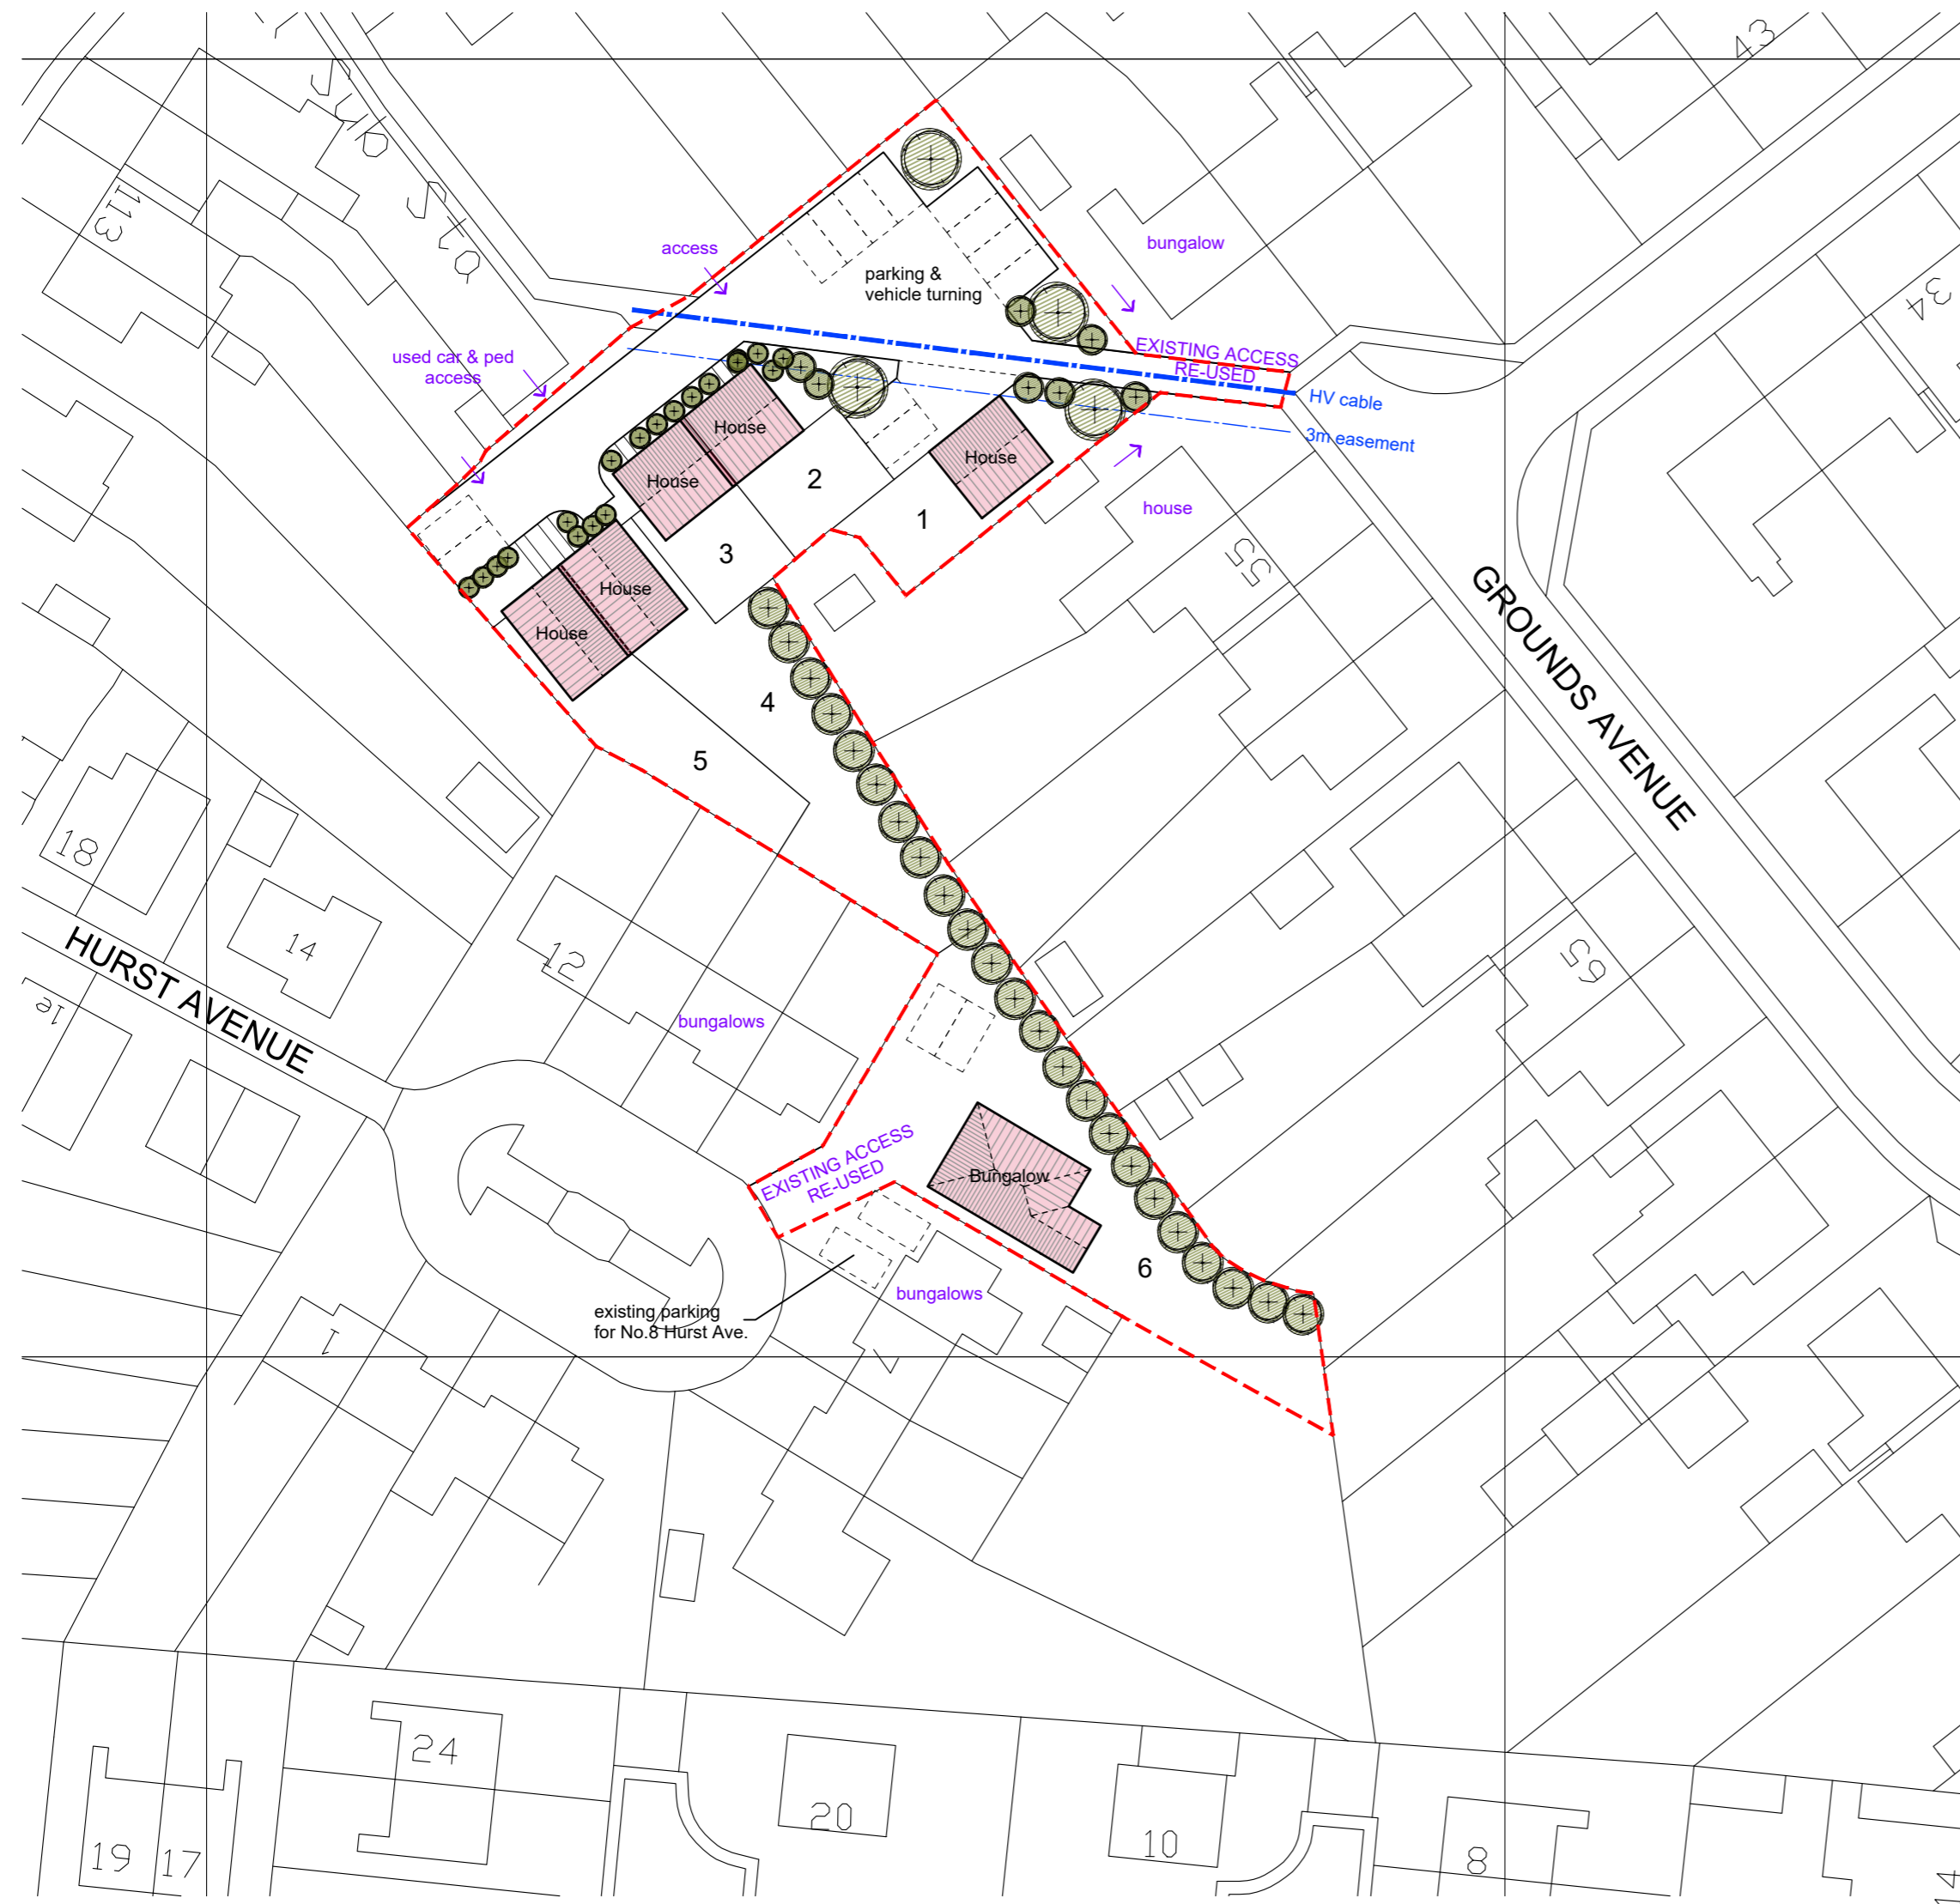 43
113
34
access
bungalow
parking &
vehicle turning
used car & ped
access
EXISTING ACCESS
RE-USED
HV cable
3m easement
House
House
House
2
1
house
3
55
House
House
GROUNDS AVENUE
4
5
18
14
12
65
HURST AVENUE
1a
bungalows
EXISTING ACCESS
RE-USED
Bungalow
6
bungalows
existing parking
for No.8 Hurst Ave.
1
24
20
10
8
19
17